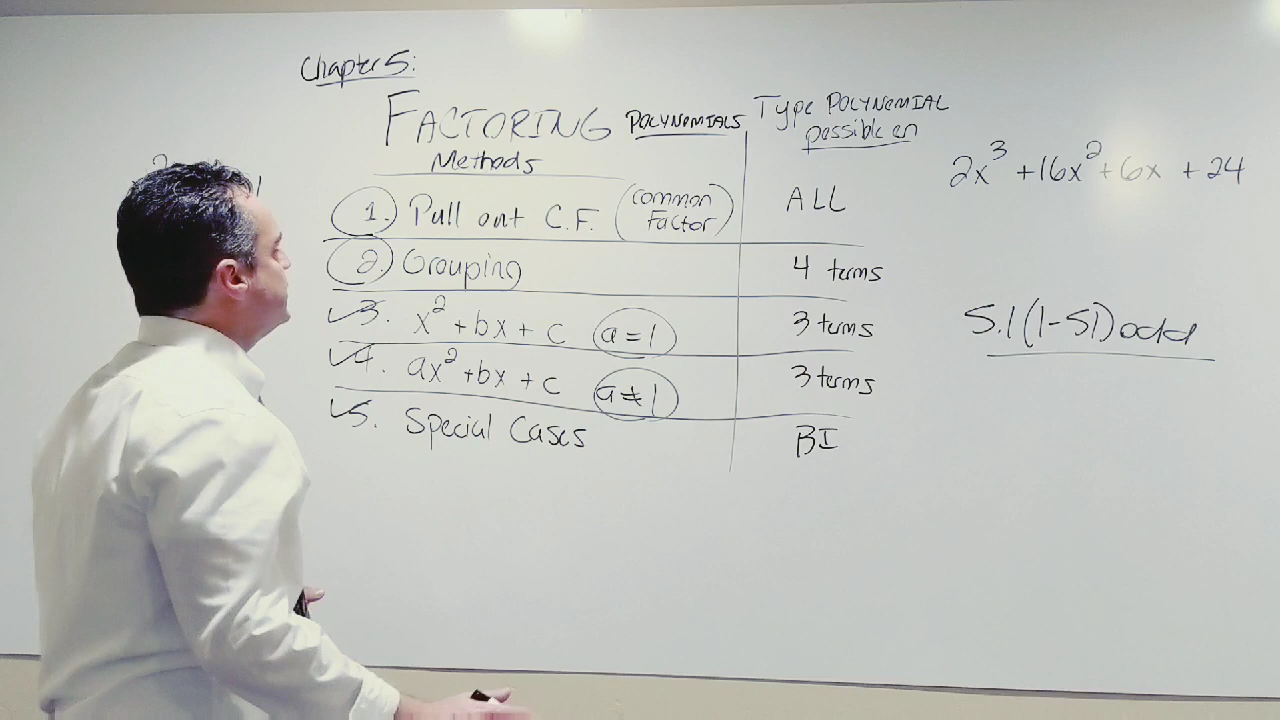 Chapter 5:
FACTORING POLYNOMIALS
Type POLYNOMIAL
possible on
Methods
1. Pull out C.F. (common Factor) ALL
2) Grouping 4 terms
✓3. x² + bx + c a = 1 3 terms
✓4. ax² + bx + c a ≠ 1 3 terms
✓5. Special Cases BI
2x³ + 16x² + 6x + 24
5.1 (1-51) odd